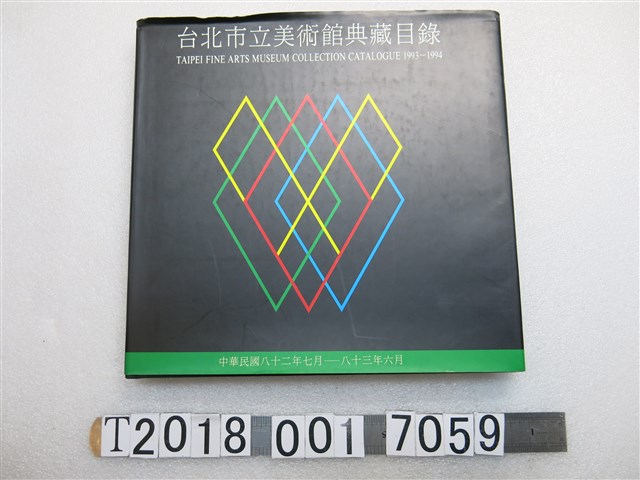 台北市立美術館典藏目錄
TAIPEI FINE ARTS MUSEUM COLLECTION CATALOGUE 1993－1994
中華民國八十二年七月——八十三年六月
T2018 001 7059